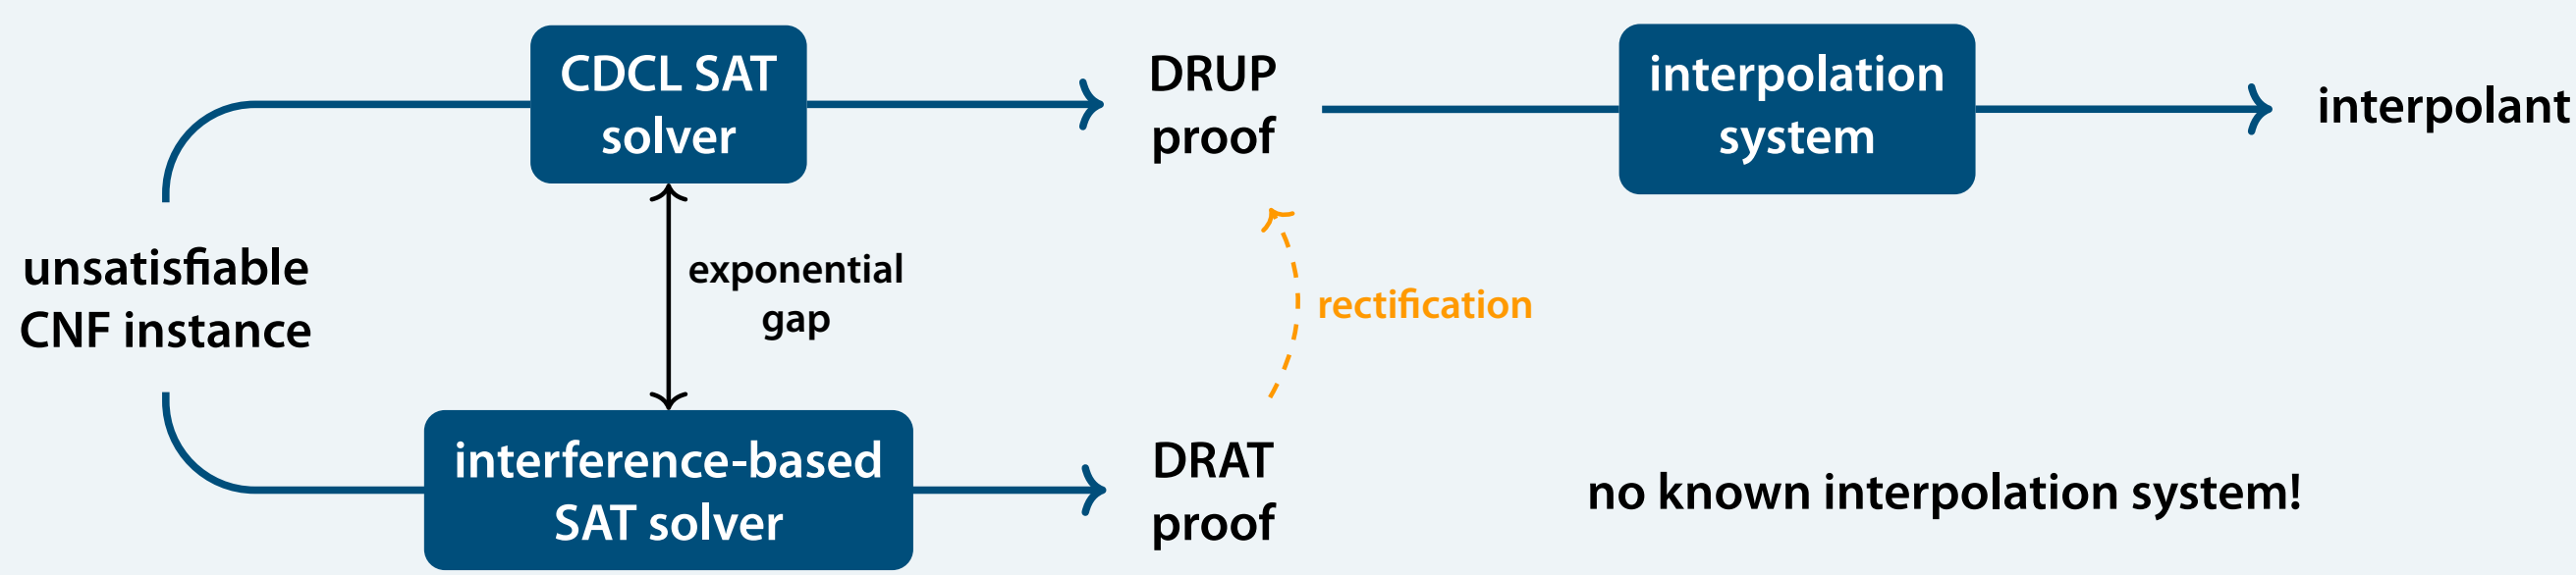 CDCL SAT
solver
DRUP
proof
interpolation
system
interpolant
unsatisfiable
CNF instance
exponential
gap
rectification
interference-based
SAT solver
DRAT
proof
no known interpolation system!